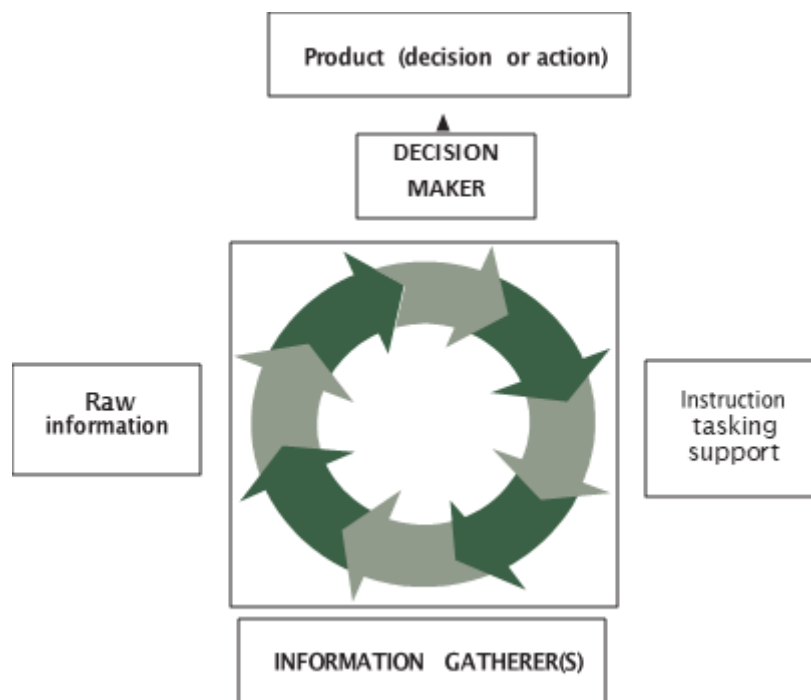 Product (decision or action)
DECISION
MAKER
Raw
information
Instruction
tasking
support
INFORMATION GATHERER(S)